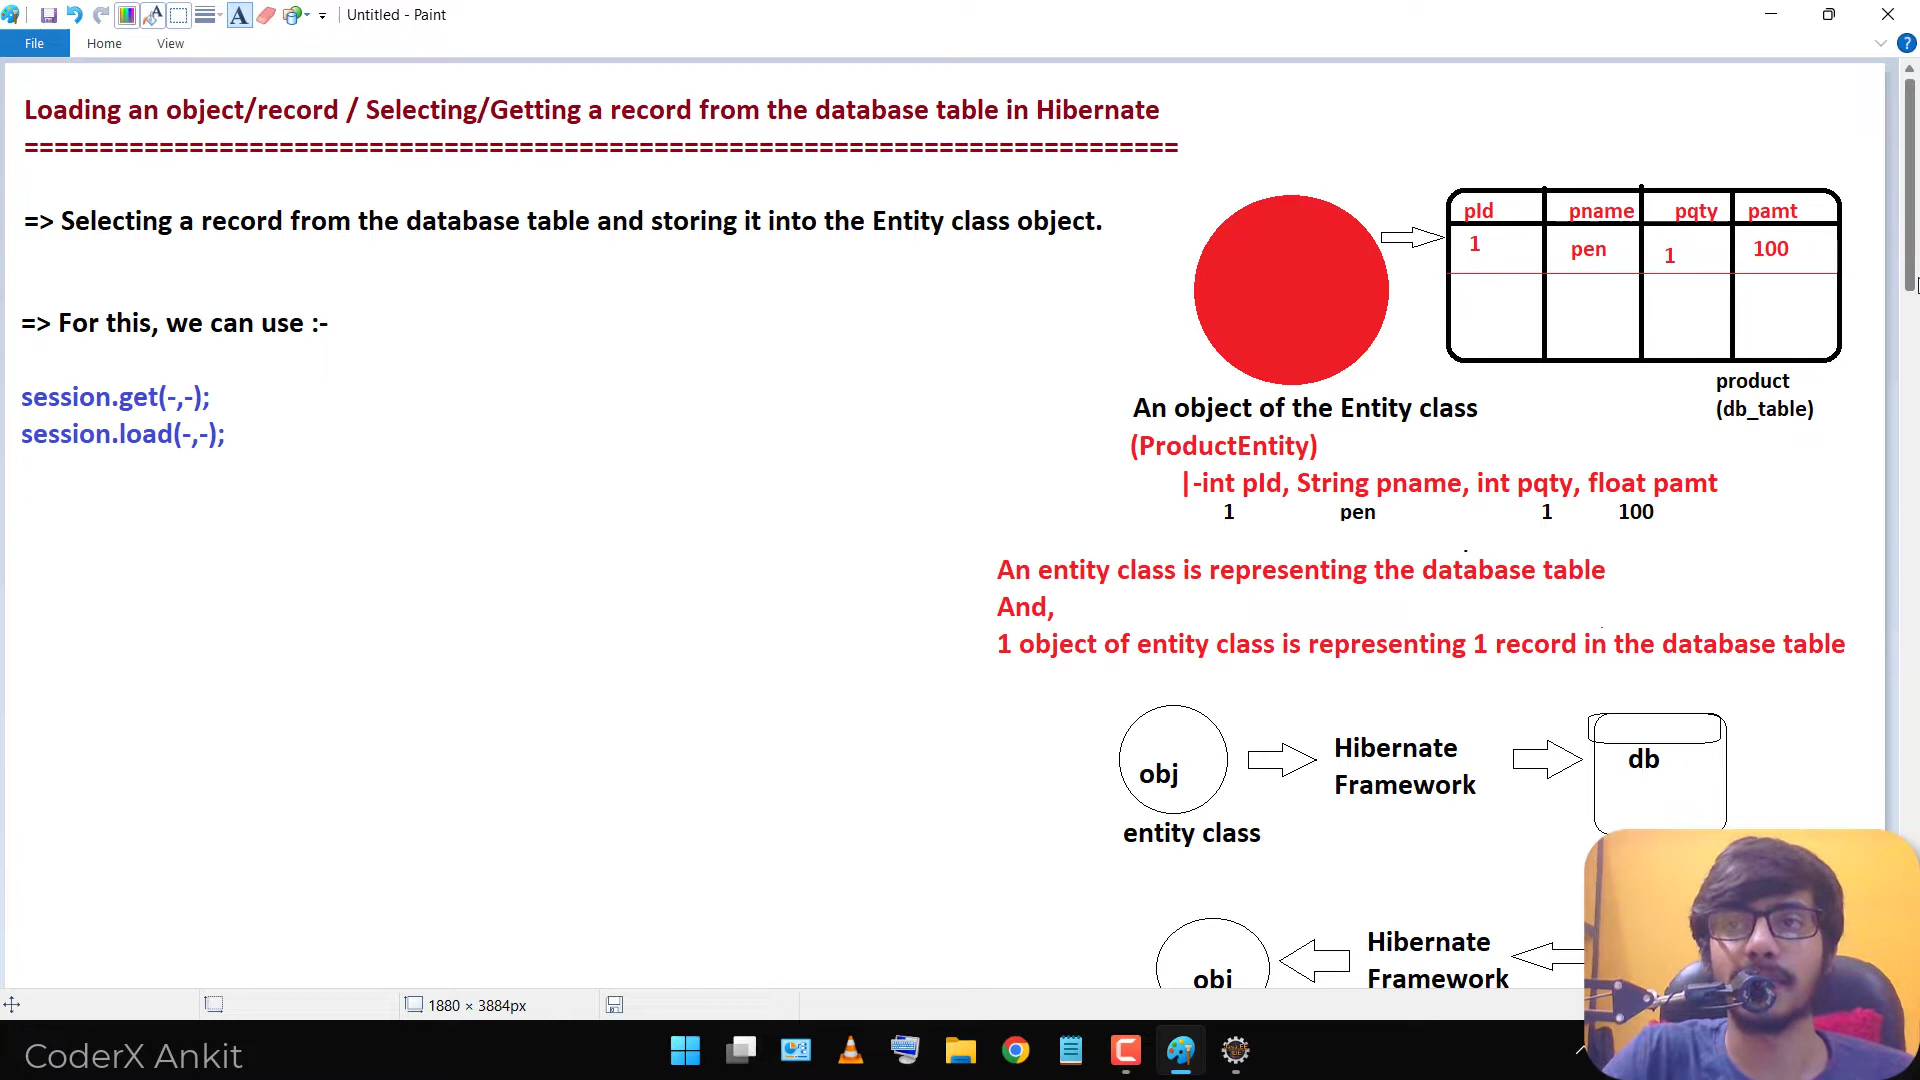 Untitled - Paint
File
Home
View
Loading an object/record / Selecting/Getting a record from the database table in Hibernate
=============================================================================
=> Selecting a record from the database table and storing it into the Entity class object.
=> For this, we can use :-
session.get(-,-);
session.load(-,-);
pId pname pqty pamt
1 pen 1 100
product
(db_table)
An object of the Entity class
(ProductEntity)
|-int pId, String pname, int pqty, float pamt
1 pen 1 100
An entity class is representing the database table
And,
1 object of entity class is representing 1 record in the database table
obj
Hibernate
Framework
db
entity class
obj
Hibernate
Framework
1880 × 3884px
CoderX Ankit